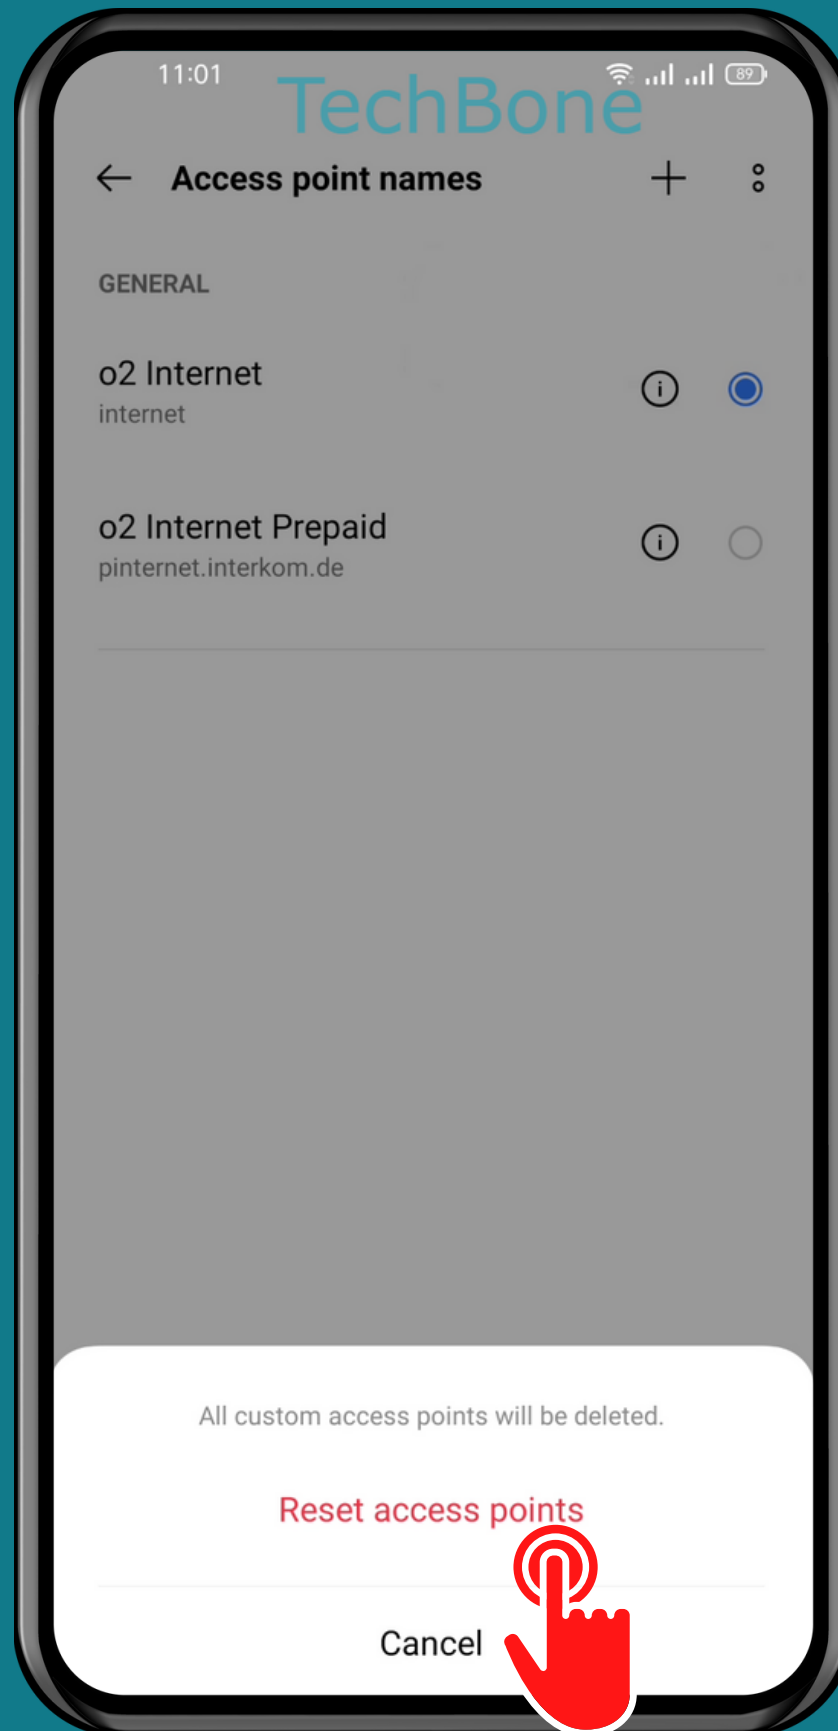 11:01
TechBone
89
Access point names
GENERAL
o2 Internet
internet
o2 Internet Prepaid
pinternet.interkom.de
All custom access points will be deleted.
Reset access points
Cancel